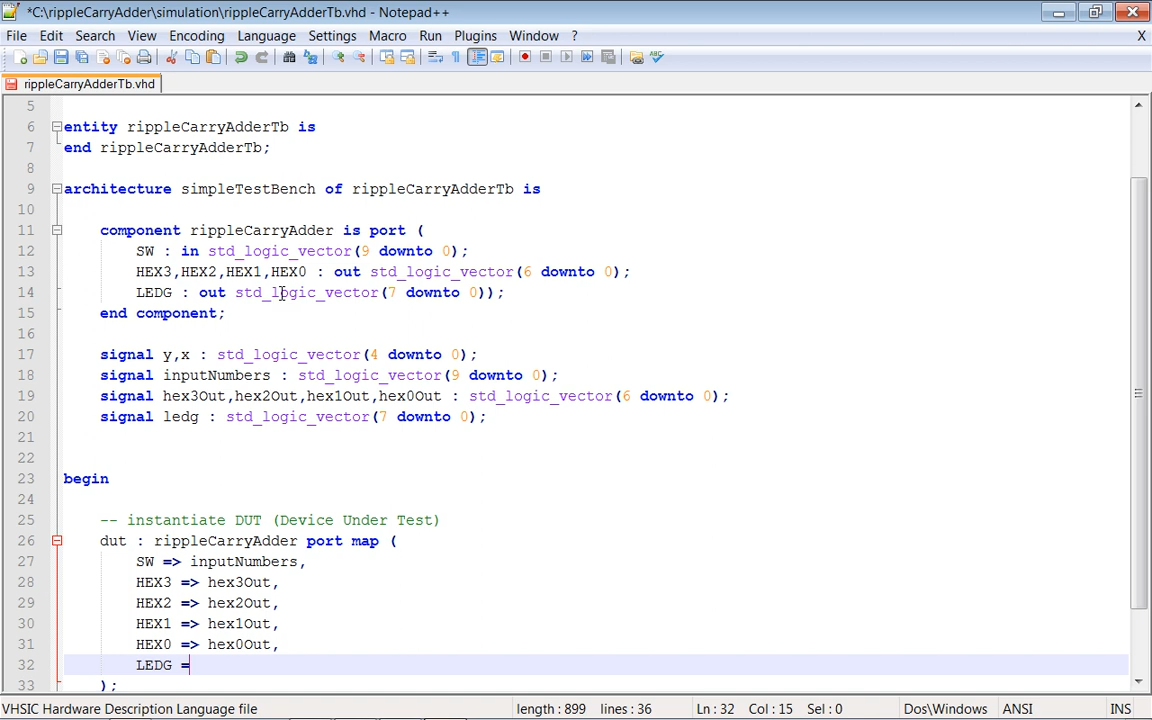 *C:\rippleCarryAdder\simulation\rippleCarryAdderTb.vhd - Notepad++
File Edit Search View Encoding Language Settings Macro Run Plugins Window ? X
rippleCarryAdderTb.vhd
5
6 entity rippleCarryAdderTb is
7 end rippleCarryAdderTb;
8
9 architecture simpleTestBench of rippleCarryAdderTb is
10
11 component rippleCarryAdder is port (
12 SW : in std_logic_vector(9 downto 0);
13 HEX3,HEX2,HEX1,HEX0 : out std_logic_vector(6 downto 0);
14 LEDG : out std_logic_vector(7 downto 0));
15 end component;
16
17 signal y,x : std_logic_vector(4 downto 0);
18 signal inputNumbers : std_logic_vector(9 downto 0);
19 signal hex3Out,hex2Out,hex1Out,hex0Out : std_logic_vector(6 downto 0);
20 signal ledg : std_logic_vector(7 downto 0);
21
22
23 begin
24
25 -- instantiate DUT (Device Under Test)
26 dut : rippleCarryAdder port map (
27 SW => inputNumbers,
28 HEX3 => hex3Out,
29 HEX2 => hex2Out,
30 HEX1 => hex1Out,
31 HEX0 => hex0Out,
32 LEDG =
33 );
VHSIC Hardware Description Language file length : 899 lines : 36 Ln : 32 Col : 15 Sel : 0 Dos\Windows ANSI INS